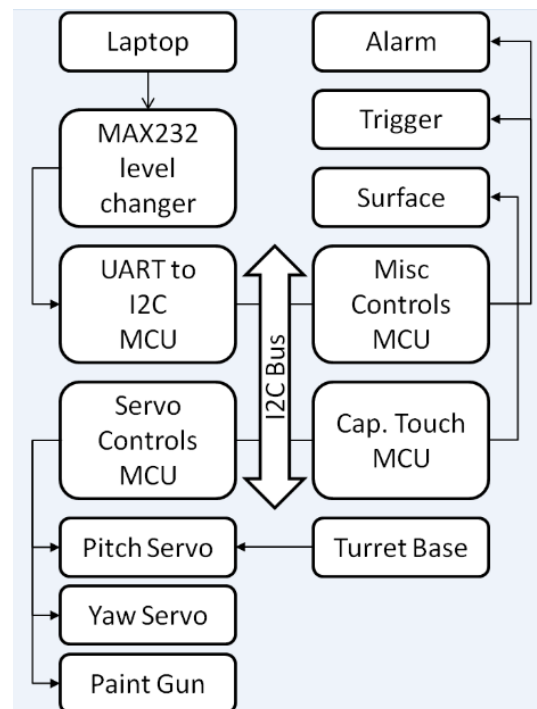 Laptop
MAX232
level
changer
UART to
I2C
MCU
Servo
Controls
MCU
Pitch Servo
Yaw Servo
Paint Gun
I2C Bus
Alarm
Trigger
Surface
Misc
Controls
MCU
Cap. Touch
MCU
Turret Base